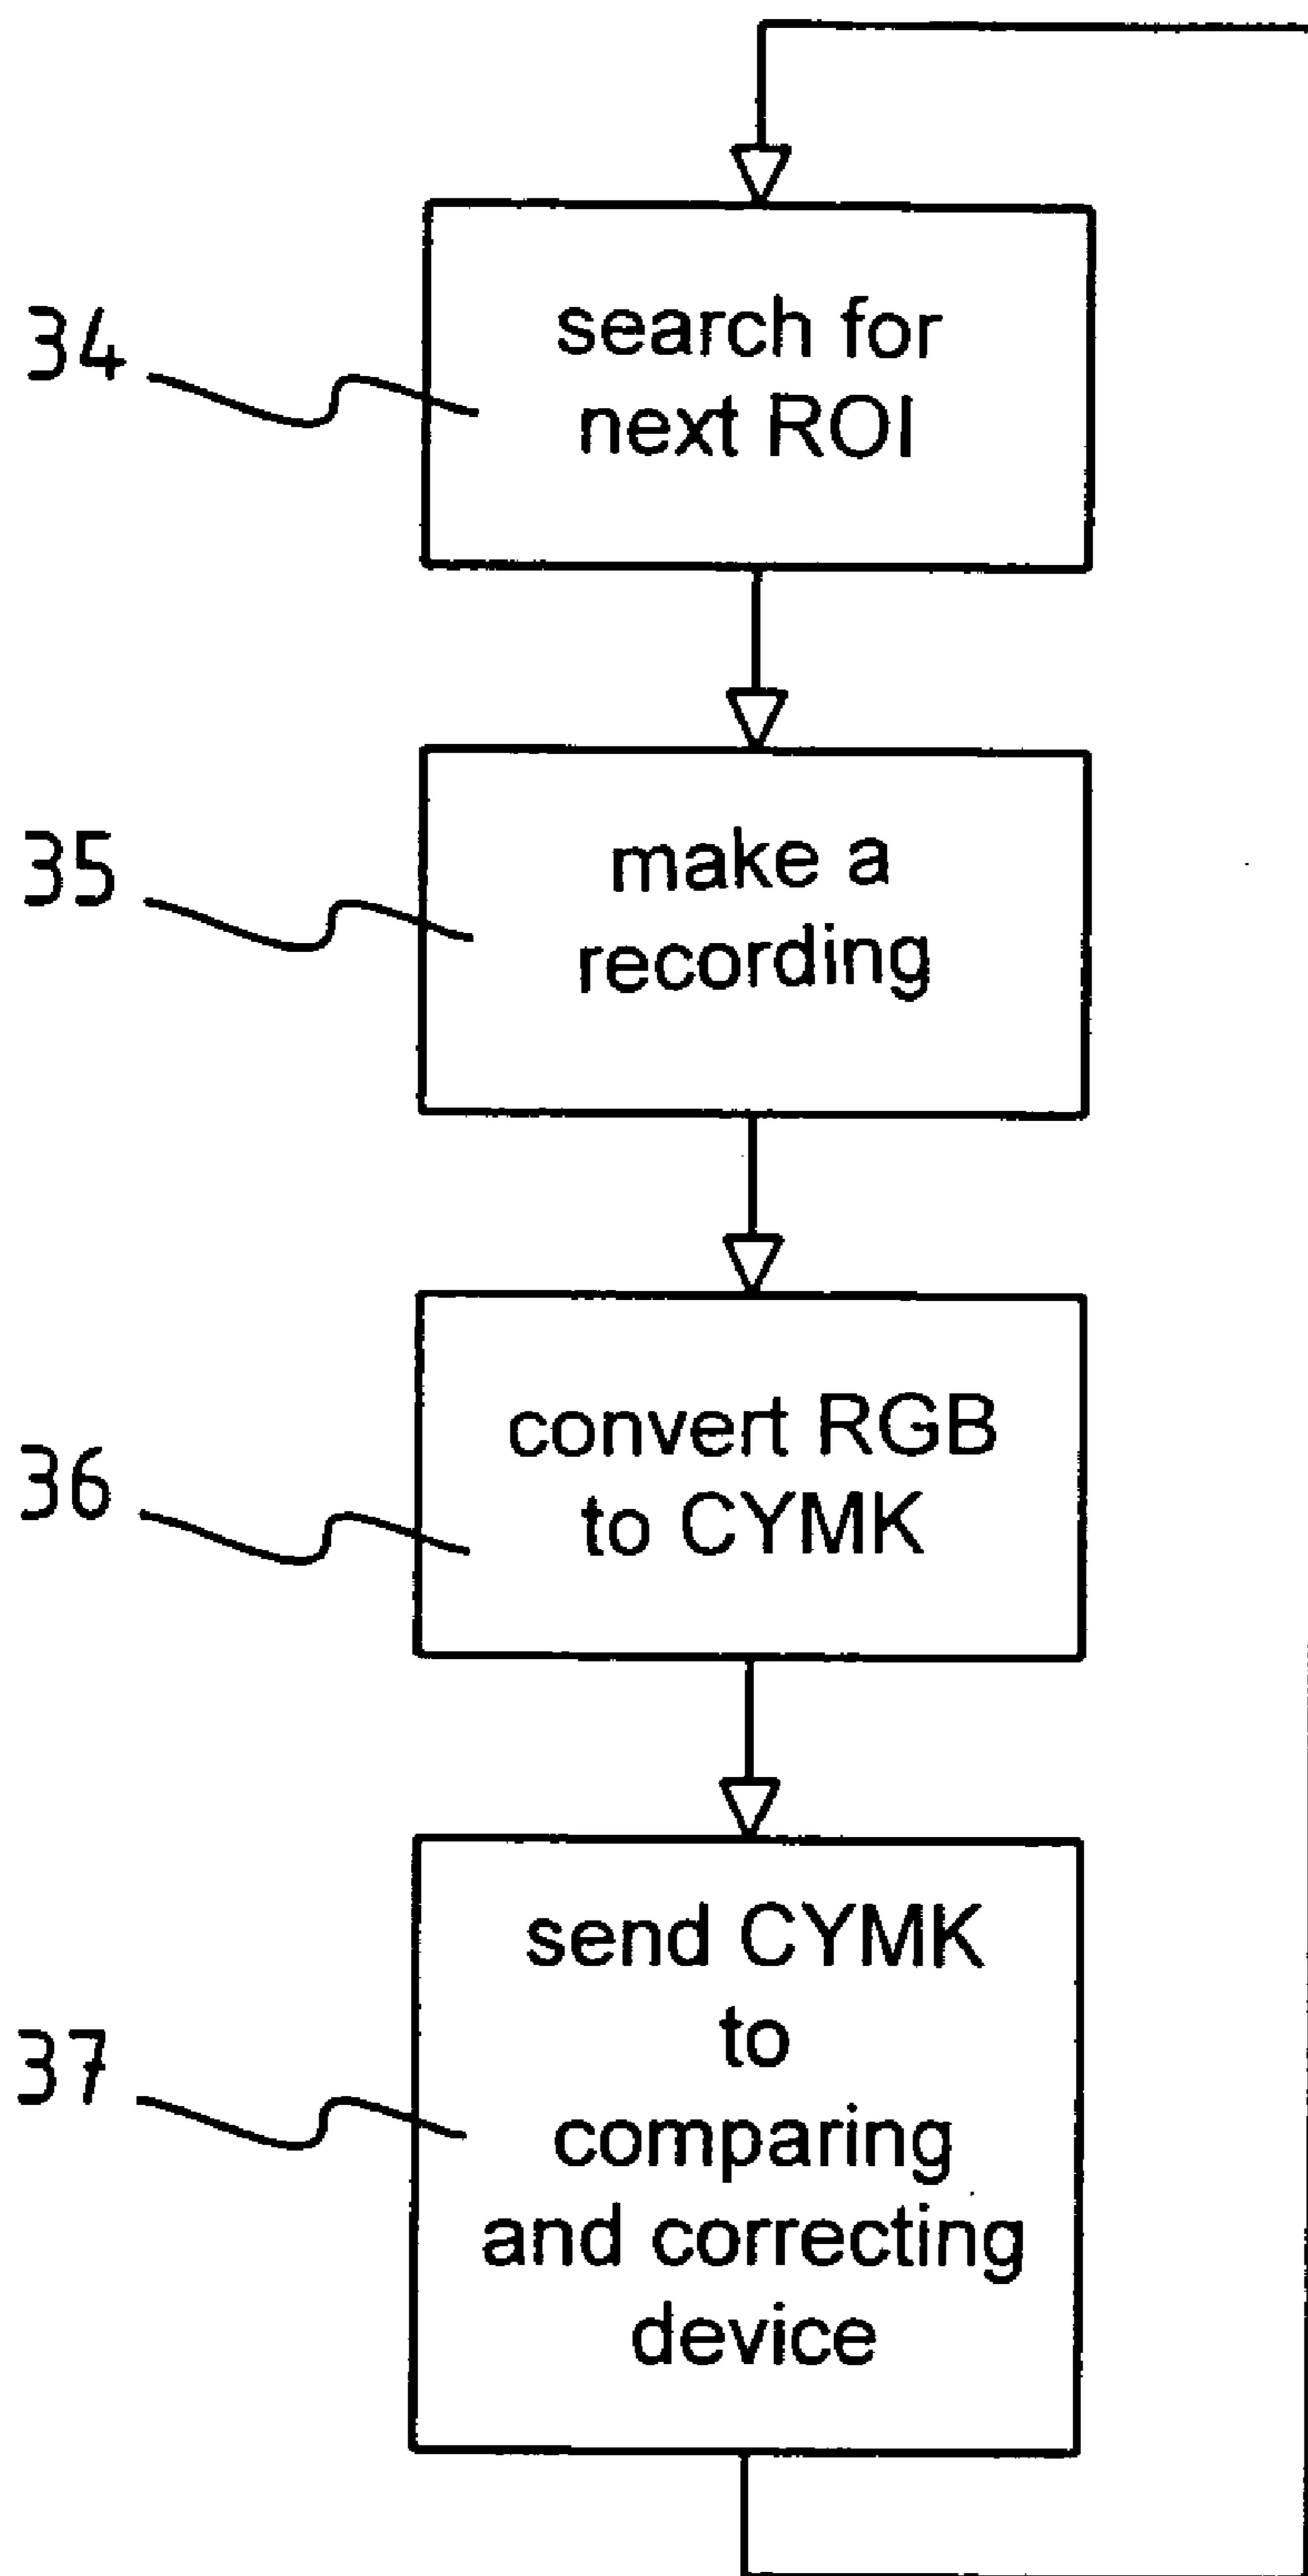 34
search for
next ROI
35
make a
recording
36
convert RGB
to CYMK
37
send CYMK
to
comparing
and correcting
device